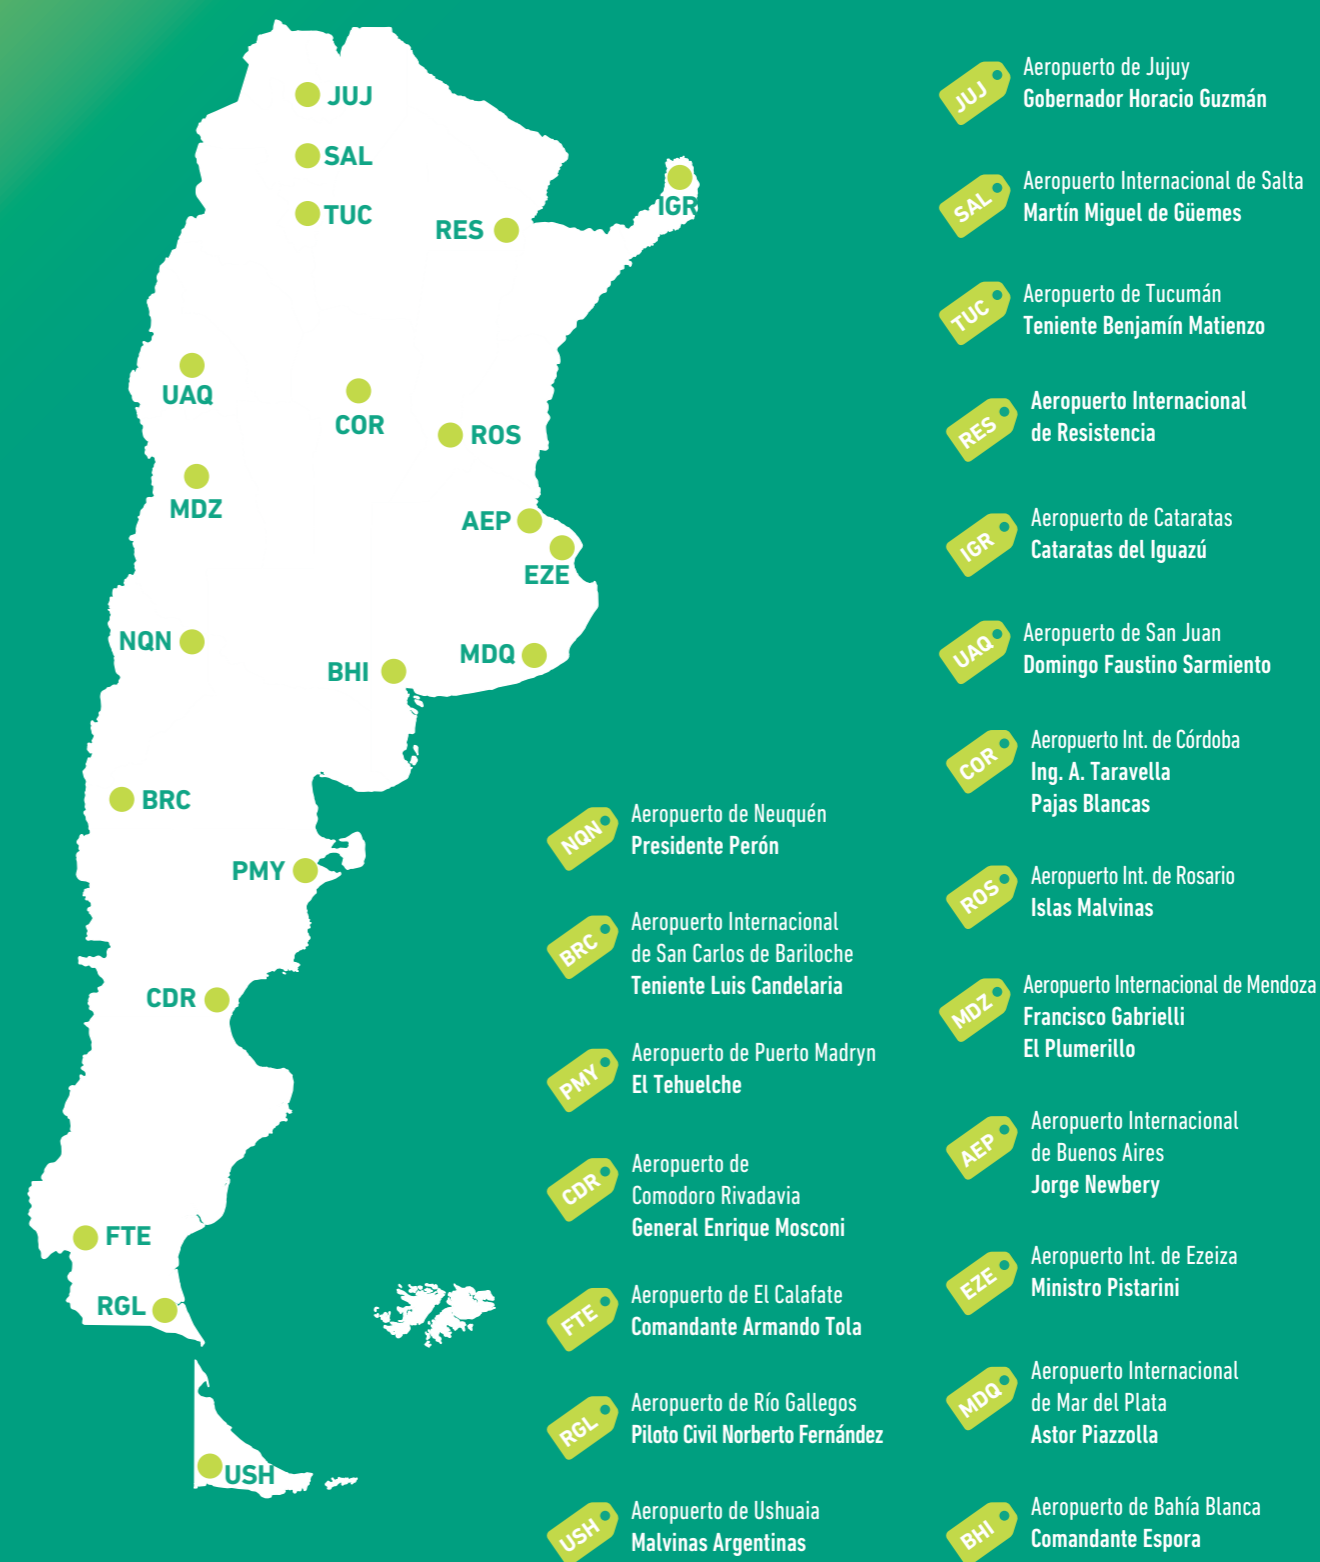 JUJ
SAL
TUC
IGR
RES
UAQ
COR
ROS
MDZ
AEP
EZE
NQN
BHI
MDQ
BRC
PMY
CDR
FTE
RGL
USH
NQN
Aeropuerto de Neuquén
Presidente Perón
BRC
Aeropuerto Internacional
de San Carlos de Bariloche
Teniente Luis Candelaria
PMY
Aeropuerto de Puerto Madryn
El Tehuelche
CDR
Aeropuerto de
Comodoro Rivadavia
General Enrique Mosconi
FTE
Aeropuerto de El Calafate
Comandante Armando Tola
RGL
Aeropuerto de Río Gallegos
Piloto Civil Norberto Fernández
USH
Aeropuerto de Ushuaia
Malvinas Argentinas
JUJ
Aeropuerto de Jujuy
Gobernador Horacio Guzmán
SAL
Aeropuerto Internacional de Salta
Martín Miguel de Güemes
TUC
Aeropuerto de Tucumán
Teniente Benjamín Matienzo
RES
Aeropuerto Internacional
de Resistencia
IGR
Aeropuerto de Cataratas
Cataratas del Iguazú
UAQ
Aeropuerto de San Juan
Domingo Faustino Sarmiento
COR
Aeropuerto Int. de Córdoba
Ing. A. Taravella
Pajas Blancas
ROS
Aeropuerto Int. de Rosario
Islas Malvinas
MDZ
Aeropuerto Internacional de Mendoza
Francisco Gabrielli
El Plumerillo
AEP
Aeropuerto Internacional
de Buenos Aires
Jorge Newbery
EZE
Aeropuerto Int. de Ezeiza
Ministro Pistarini
MDQ
Aeropuerto Internacional
de Mar del Plata
Astor Piazzolla
BHI
Aeropuerto de Bahía Blanca
Comandante Espora